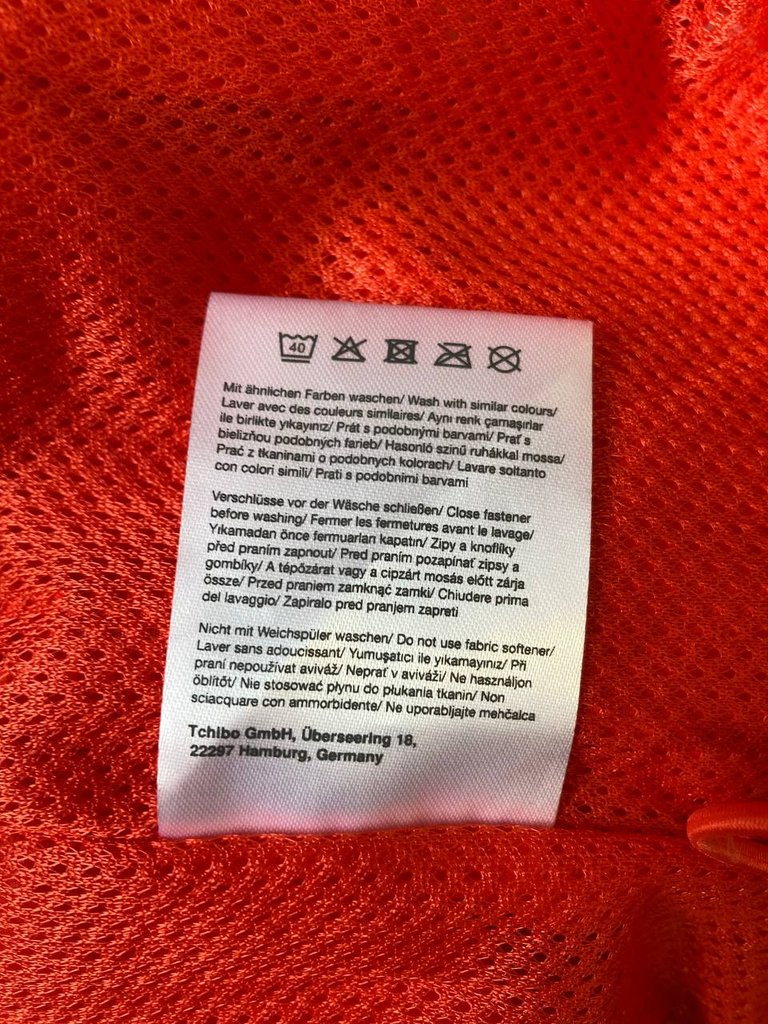 40
Mit ähnlichen Farben waschen/ Wash with similar colours/
Laver avec des couleurs similaires/ Aynı renk çamaşırlar
ile birlikte yıkayınız/ Prát s podobnými barvami/ Prať s
bielizňou podobných farieb/ Hasonló színű ruhákkal mossa/
Prać z tkaninami o podobnych kolorach/ Lavare soltanto
con colori simili/ Prati s podobnimi barvami
Verschlüsse vor der Wäsche schließen/ Close fastener
before washing/ Fermer les fermetures avant le lavage/
Yıkamadan önce fermuarları kapatın/ Zipy a knoflíky
před praním zapnout/ Pred praním pozapínať zipsy a
gombíky/ A tépőzárat vagy a cipzárt mosás előtt zárja
össze/ Przed praniem zamknąć zamki/ Chiudere prima
del lavaggio/ Zapiralo pred pranjem zapreti
Nicht mit Weichspüler waschen/ Do not use fabric softener/
Laver sans adoucissant/ Yumuşatıcı ile yıkamayınız/ Při
praní nepoužívat aviváž/ Neprať v aviváži/ Ne használjon
öblítőt/ Nie stosować płynu do płukania tkanin/ Non
sciacquare con ammorbidente/ Ne uporabljajte mehčalca
Tchibo GmbH, Überseering 18,
22297 Hamburg, Germany